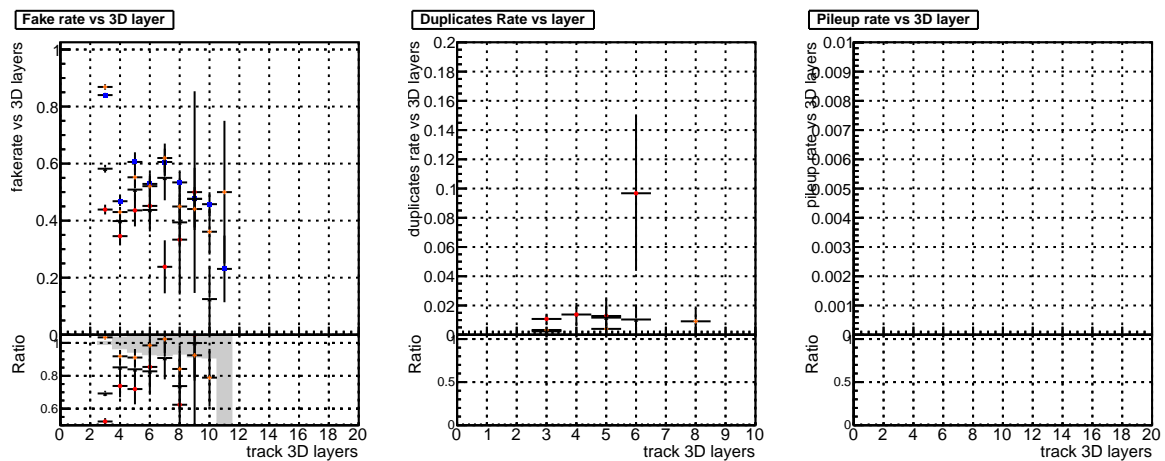 Fake rate vs 3D layer
fakerate vs 3D layers
1
0.8
0.6
0.4
0.2
0
Ratio
0.8
0.6
0 2 4 6 8 10 12 14 16 18 20
track 3D layers
Duplicates Rate vs layer
duplicates rate vs 3D layers
0.2
0.18
0.16
0.14
0.12
0.1
0.08
0.06
0.04
0.02
0
Ratio
1
0.5
0
0 1 2 3 4 5 6 7 8 9 10
track 3D layers
Pileup rate vs 3D layer
pileup rate vs 3D layers
0.01
0.009
0.008
0.007
0.006
0.005
0.004
0.003
0.002
0.001
0
Ratio
1
0.5
0
0 2 4 6 8 10 12 14 16 18 20
track 3D layers